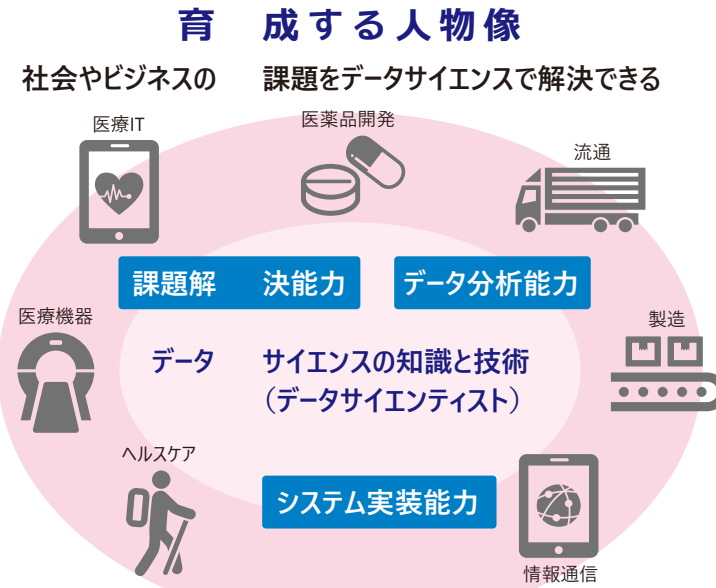 育成する人物像
社会やビジネスの課題をデータサイエンスで解決できる
医療IT
医薬品開発
流通
課題解決能力
データ分析能力
医療機器
製造
データサイエンスの知識と技術
（データサイエンティスト）
ヘルスケア
システム実装能力
情報通信